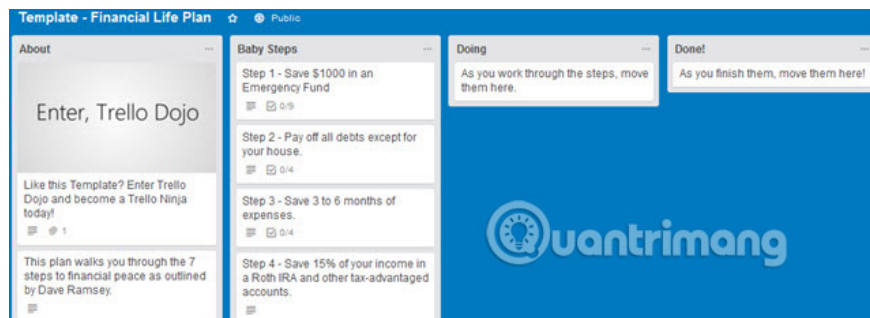 Template - Financial Life Plan
Public
About
Enter, Trello Dojo
Like this Template? Enter Trello
Dojo and become a Trello Ninja
today!
1
This plan walks you through the 7
steps to financial peace as outlined
by Dave Ramsey.
Baby Steps
Step 1 - Save $1000 in an
Emergency Fund
0/9
Step 2 - Pay off all debts except for
your house.
0/4
Step 3 - Save 3 to 6 months of
expenses.
0/4
Step 4 - Save 15% of your income in
a Roth IRA and other tax-advantaged
accounts.
Doing
As you work through the steps, move
them here.
Done!
As you finish them, move them here!
Quantrimang